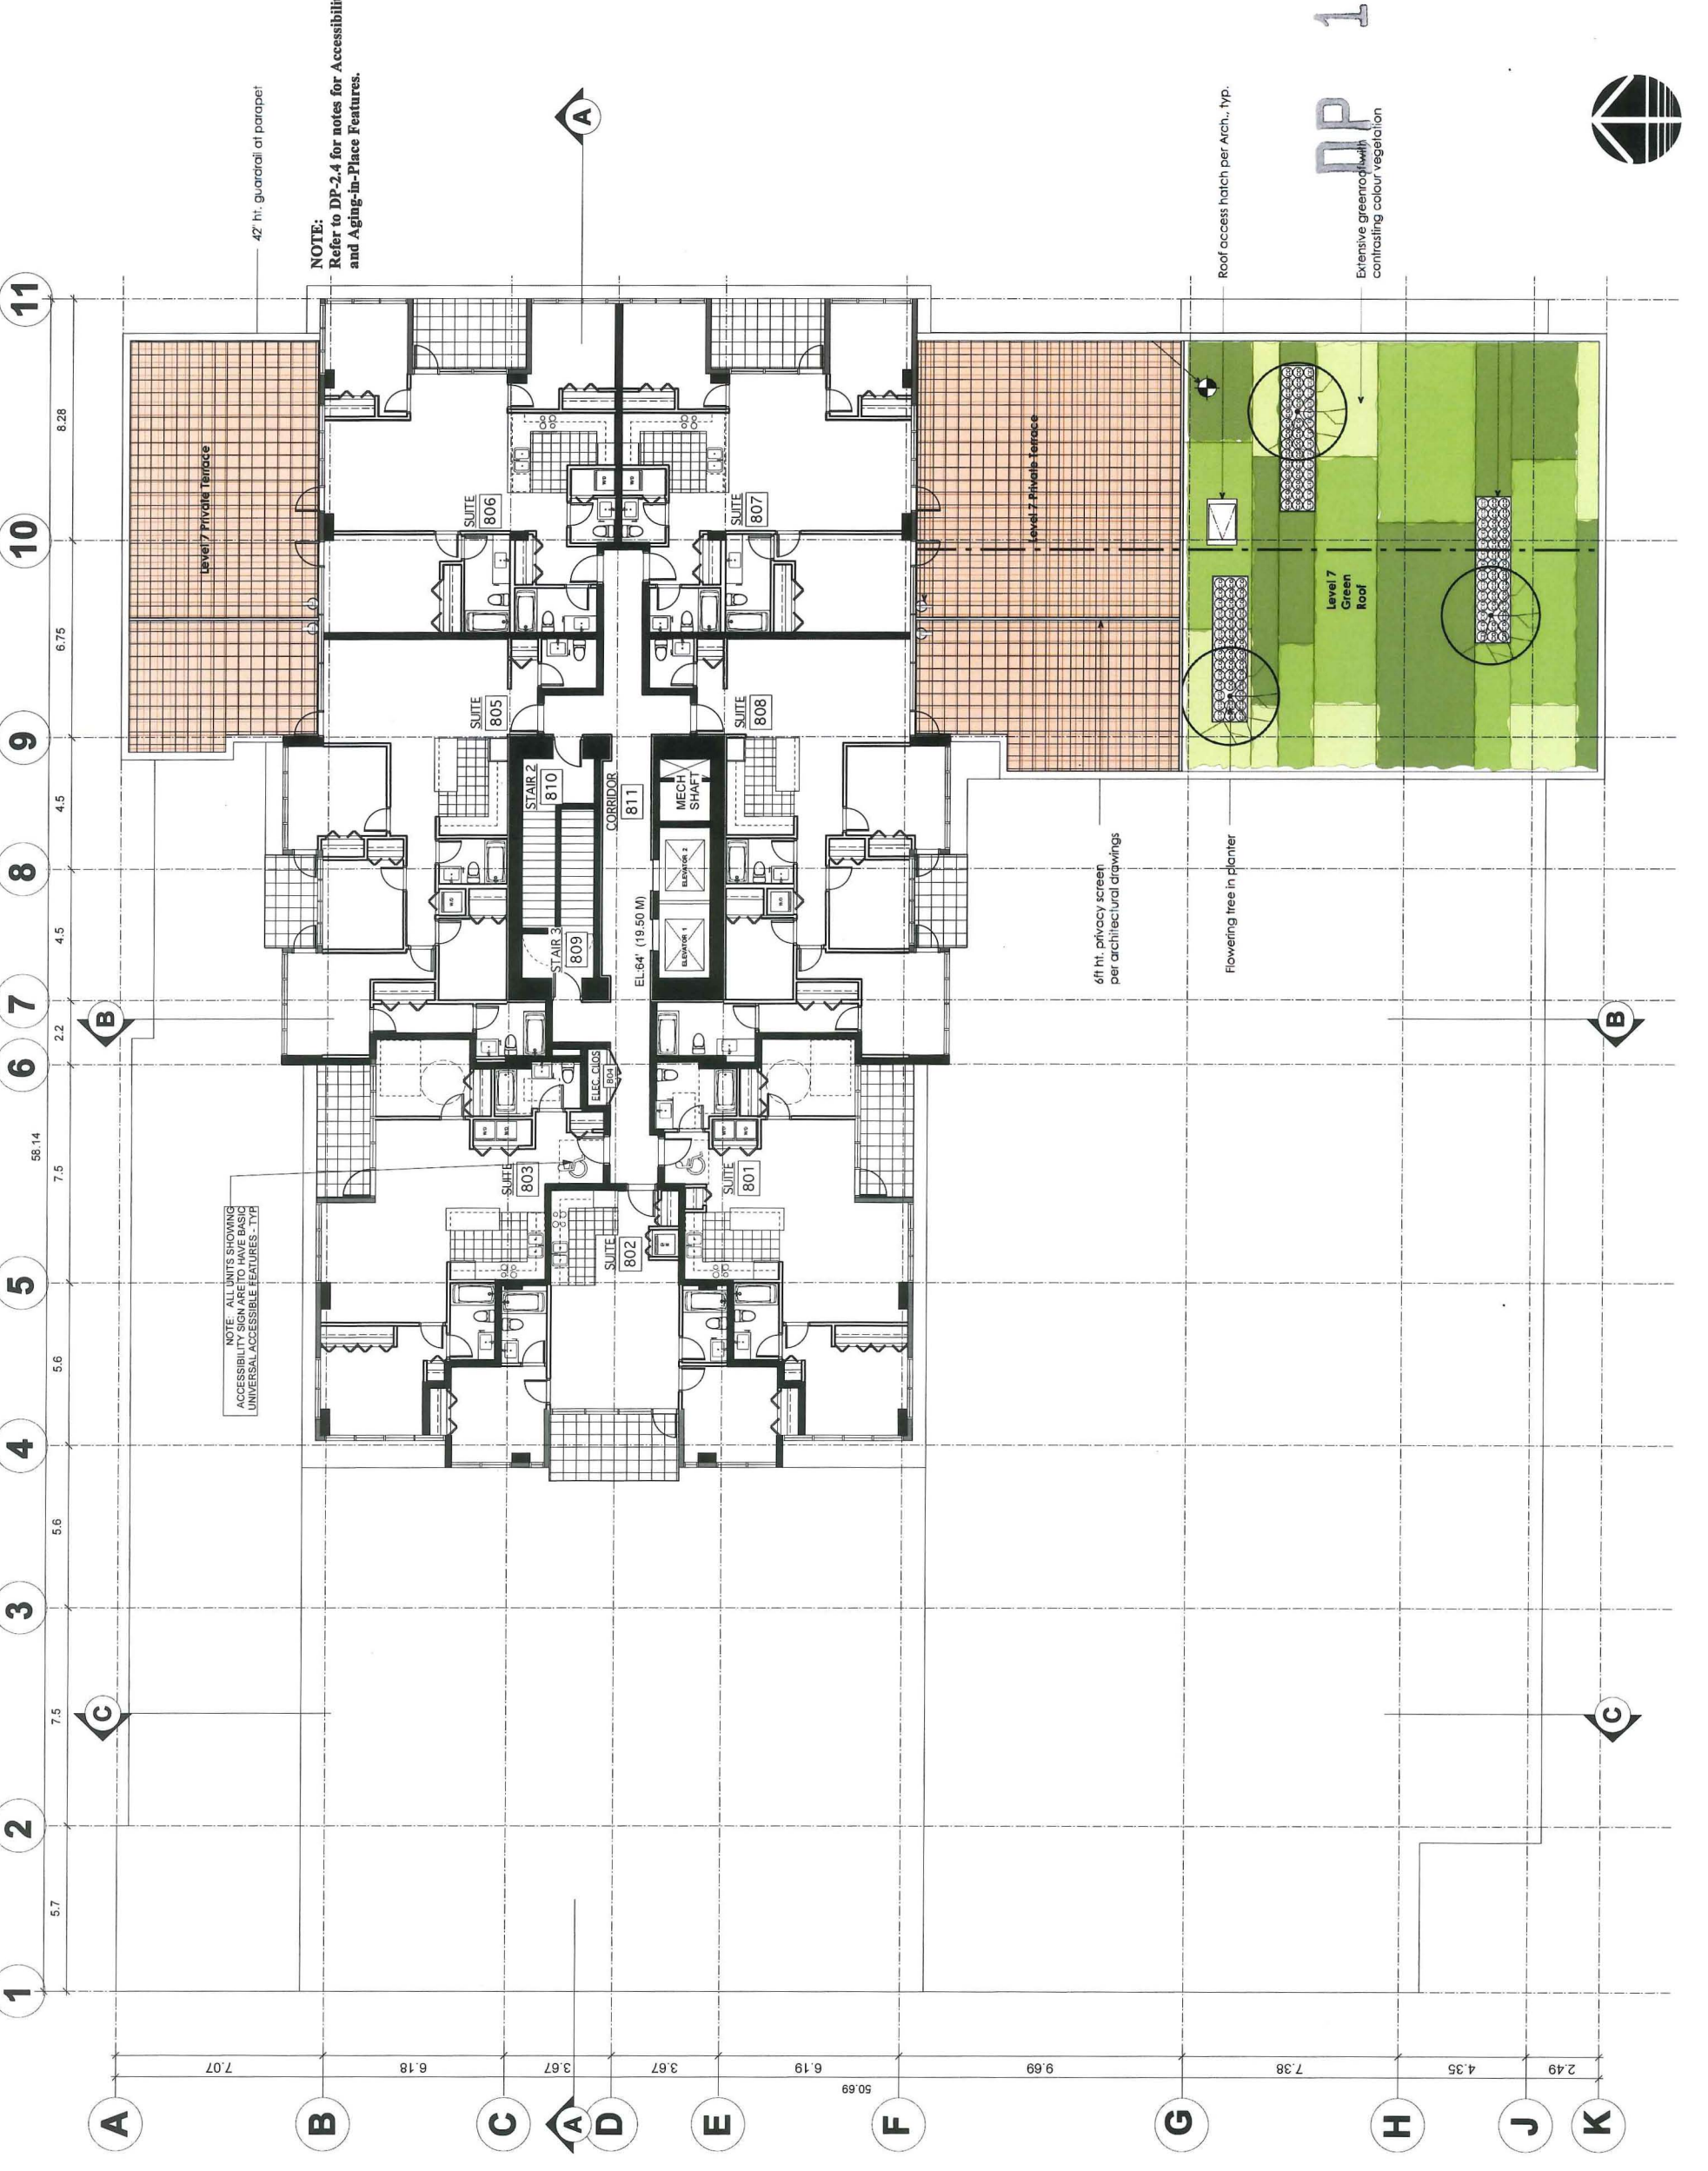 11
10
9
8
7
6
5
4
3
2
1
8.28
6.75
4.5
4.5
2.2
7.5
5.6
5.6
7.5
5.7
58.14
A
B
C
D
E
F
G
H
J
K
7.07
6.18
3.67
3.67
6.19
9.69
7.38
4.35
2.49
50.69
A
A
B
B
C
C
42" ht. guardrail at parapet
NOTE:
Refer to DP-2.4 for notes for Accessibili
and Aging-in-Place Features.
Roof access hatch per Arch., typ.
DP 1
Extensive greenroof with
contrasting colour vegetation
Level 7 Private Terrace
Level 7 Private Terrace
Level 7
Green
Roof
SUITE
806
SUITE
807
SUITE
805
SUITE
808
STAIR 2
810
CORRIDOR
811
MECH
SHAFT
ELEVATOR 2
ELEVATOR 1
STAIR 3
809
EL:64' (19.50 M)
ELEC. CLOS
804
SUITE
803
SUITE
801
SUITE
802
6ft ht. privacy screen
per architectural drawings
Flowering tree in planter
NOTE: ALL UNITS SHOWING
ACCESSIBILITY SIGN ARE TO HAVE BASIC
UNIVERSAL ACCESSIBLE FEATURES - TYP